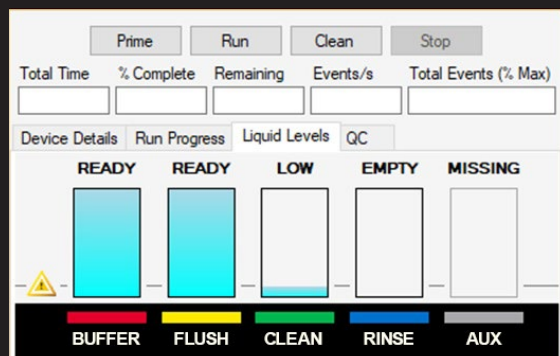 Prime Run Clean Stop
Total Time % Complete Remaining Events/s Total Events (% Max)
Device Details Run Progress Liquid Levels QC
READY READY LOW EMPTY MISSING
BUFFER FLUSH CLEAN RINSE AUX